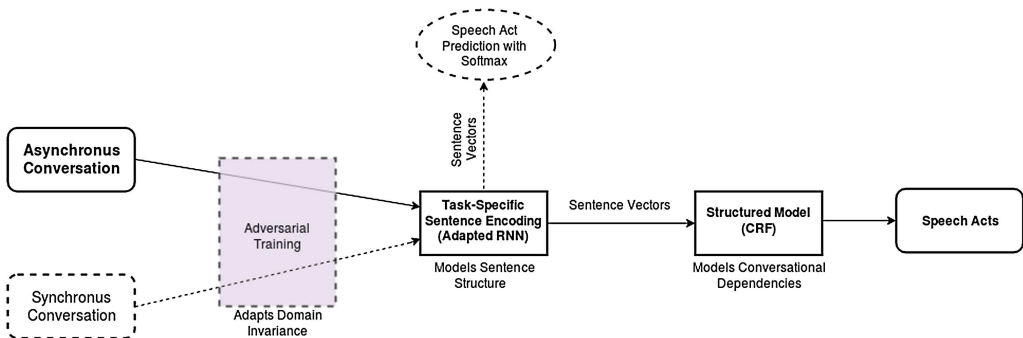 Speech Act
Prediction with
Softmax
Sentence
Vectors
Asynchronus
Conversation
Adversarial
Training
Task-Specific
Sentence Encoding
(Adapted RNN)
Sentence Vectors
Structured Model
(CRF)
Speech Acts
Models Sentence
Structure
Models Conversational
Dependencies
Synchronus
Conversation
Adapts Domain
Invariance